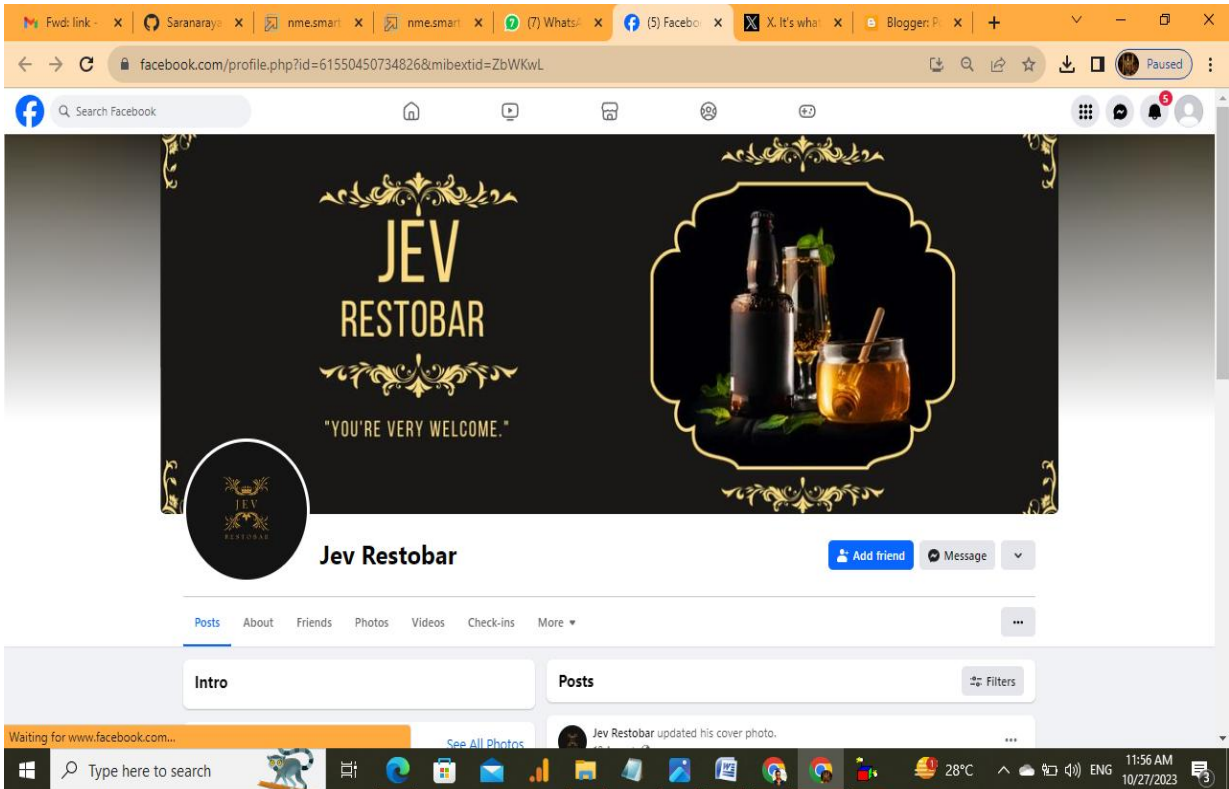 Fwd: link -
Saranaraya
nme.smart
nme.smart
(7) WhatsA
(5) Facebo
X. It's what
Blogger: Po
facebook.com/profile.php?id=61550450734826&mibextid=ZbWKwL
Paused
Search Facebook
5
JEV
RESTOBAR
"YOU'RE VERY WELCOME."
JEV
RESTOBAR
Jev Restobar
Add friend
Message
Posts
About
Friends
Photos
Videos
Check-ins
More
Intro
Posts
Filters
See All Photos
Jev Restobar updated his cover photo.
Waiting for www.facebook.com...
Type here to search
28°C
ENG
11:56 AM
10/27/2023
3